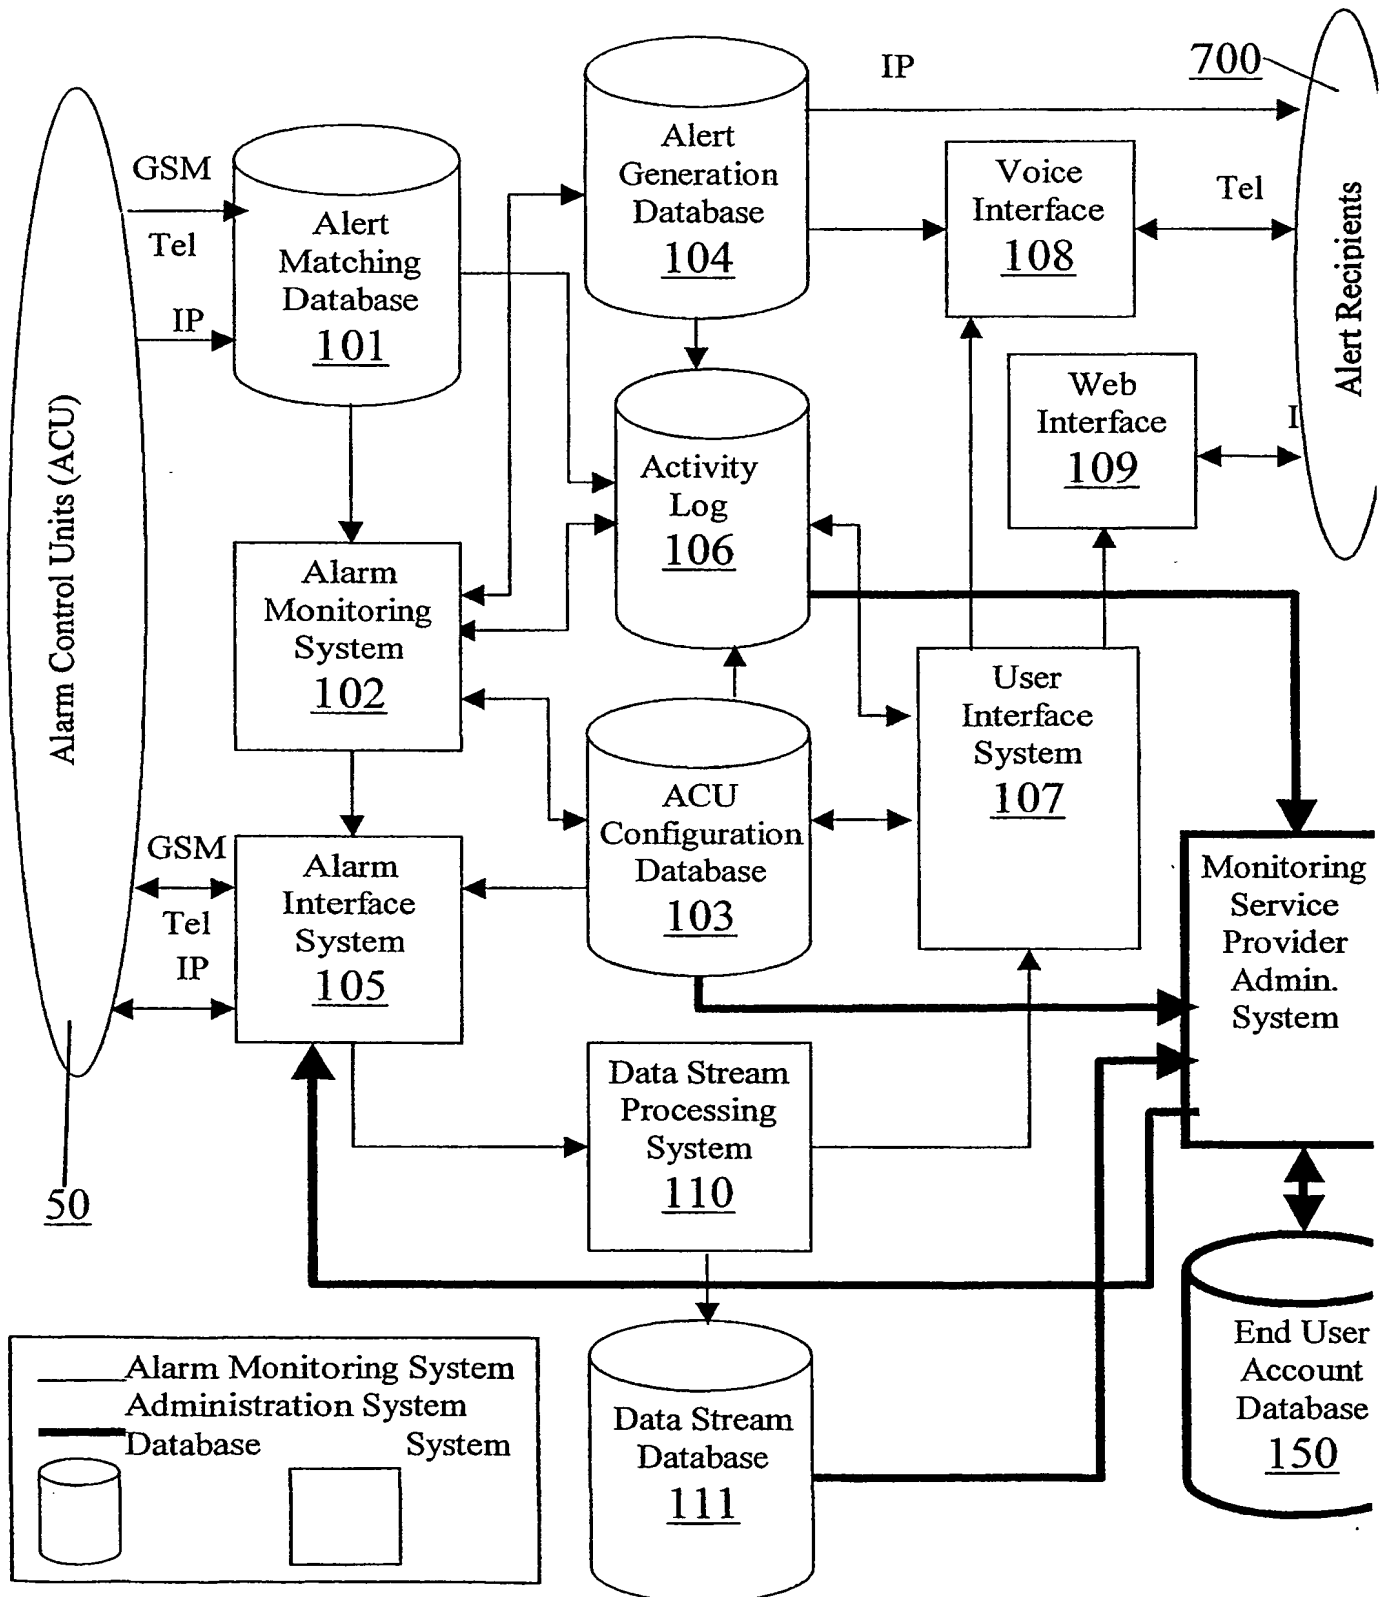 700
IP
GSM
Tel
IP
Alert
Matching
Database
101
Alert
Generation
Database
104
Voice
Interface
108
Tel
Alert Recipients
Web
Interface
109
I
Alarm Control Units (ACU)
Activity
Log
106
Alarm
Monitoring
System
102
User
Interface
System
107
ACU
Configuration
Database
103
GSM
Tel
IP
Alarm
Interface
System
105
Monitoring
Service
Provider
Admin.
System
Data Stream
Processing
System
110
50
End User
Account
Database
150
Data Stream
Database
111
Alarm Monitoring System
Administration System
Database System